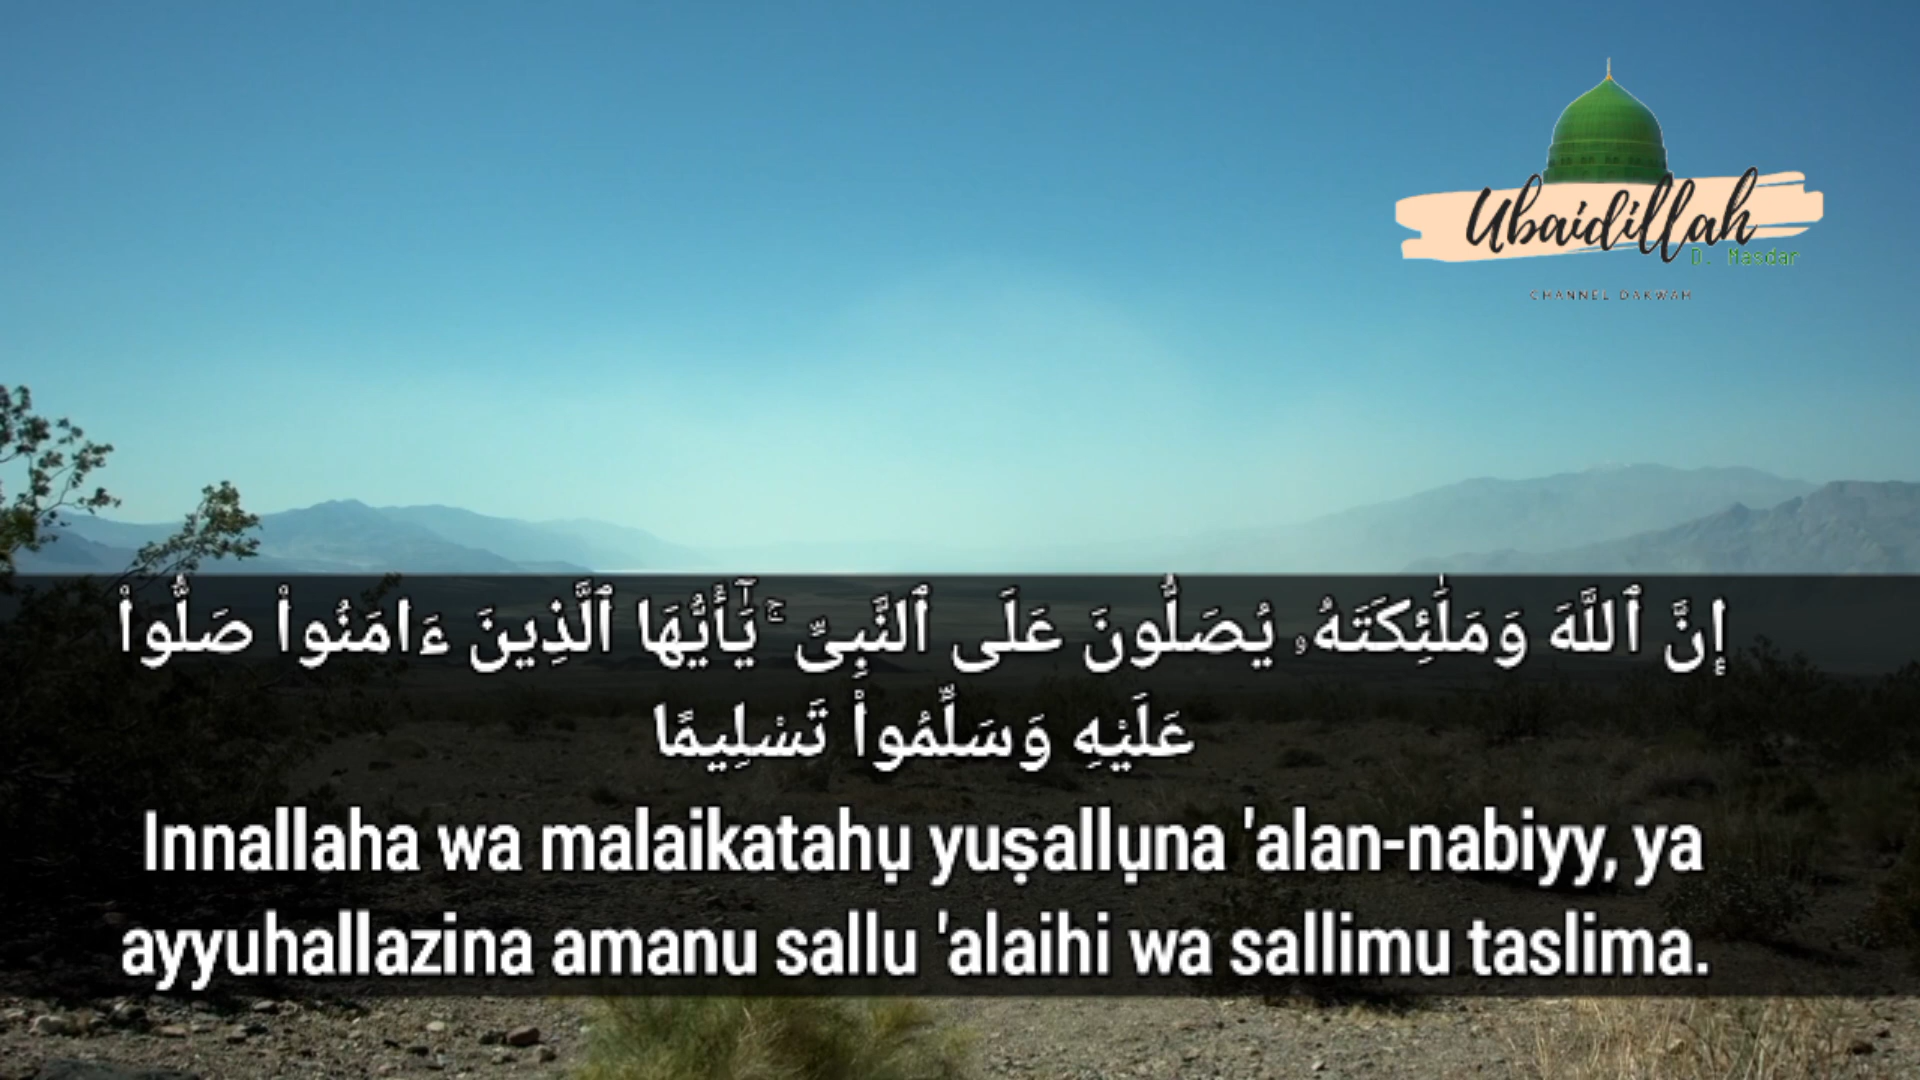 Ubaidillah
D. Masdar
CHANNEL DAKWAH
إِنَّ ٱللَّهَ وَمَلَٰٓئِكَتَهُۥ يُصَلُّونَ عَلَى ٱلنَّبِىِّ ۚ يَٰٓأَيُّهَا ٱلَّذِينَ ءَامَنُوا۟ صَلُّوا۟
عَلَيْهِ وَسَلِّمُوا۟ تَسْلِيمًا
Innallaha wa malaikatahụ yuṣallụna 'alan-nabiyy, ya
ayyuhallazina amanu sallu 'alaihi wa sallimu taslima.